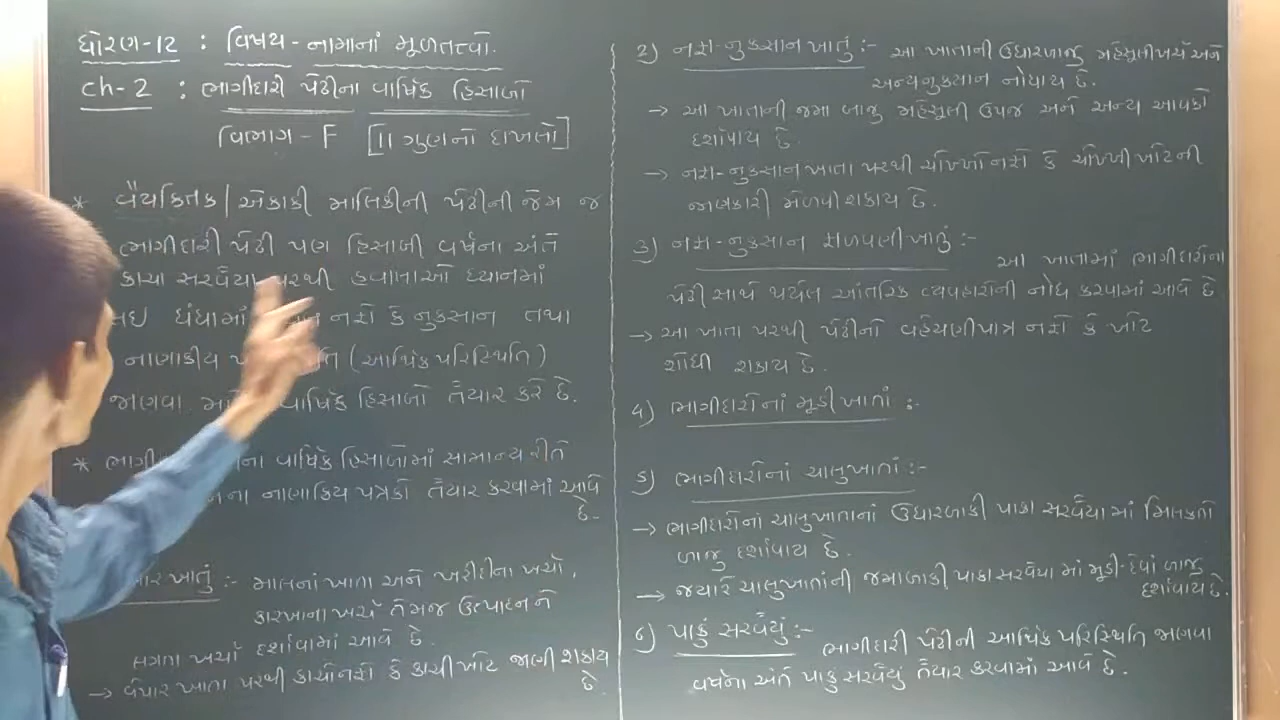 ધોરણ-12 : વિષય - નામાનાં મૂળતત્વો.
ch-2 : ભાગીદારી પેઢીના વાર્ષિક હિસાબો
વિભાગ - F [11 ગુણનો દાખલો]
* વૈયક્તિક / એકાકી માલિકીની પેઢીની જેમ જ
ભાગીદારી પેઢી પણ હિસાબી વર્ષના અંતે
કાચા સરવૈયા પરથી હવાલાઓ ધ્યાનમાં
લઇ ધંધામાં નફો કે નુકસાન તથા
નાણાકીય (આર્થિક પરિસ્થિતિ)
જાણવા વાર્ષિક હિસાબો તૈયાર કરે છે.
* ના વાર્ષિક હિસાબોમાં સામાન્ય રીતે
નાણાકિય પત્રકો તૈયાર કરવામાં આવે
છે.
ખાતું :- માલનાં ખાતા અને ખરીદીના ખર્ચા,
કારખાના ખર્ચ તેમજ ઉત્પાદન ને
લગતા ખર્ચા દર્શાવામાં આવે છે.
→ વેપાર ખાતા પરથી કાચોનફો કે કાચી ખોટ જાણી શકાય
છે.
2) નફા-નુકસાન ખાતું :- આ ખાતાની ઉધારબાજુ મહેસૂલી ખર્ચ અને
અન્ય નુકસાન નોંધાય છે.
→ આ ખાતાની જમા બાજુ મહેસૂલી ઉપજ અને અન્ય આવકો
દર્શાવાય છે.
→ નફા-નુકસાન ખાતા પરથી ચોખ્ખોનફો કે ચોખ્ખી ખોટની
જાણકારી મેળવી શકાય છે.
3) નફા-નુકસાન ફાળવણી ખાતું :-
આ ખાતામાં ભાગીદારોના
પેઢી સાથે થયેલ આંતરિક વ્યવહારોની નોંધ કરવામાં આવે છે
→ આ ખાતા પરથી પેઢીનો વહેંચણીપાત્ર નફો કે ખોટ
શોધી શકાય છે.
4) ભાગીદારોનાં મૂડી ખાતાં :-
5) ભાગીદારોનાં ચાલુખાતાં :-
→ ભાગીદારોનાં ચાલુખાતાનાં ઉધારબાકી પાકા સરવૈયા માં મિલકતો
બાજુ દર્શાવાય છે.
→ જ્યારે ચાલુખાતાંની જમાબાકી પાકા સરવૈયા માં મૂડી-દેવાં બાજુ
દર્શાવાય છે.
6) પાકું સરવૈયું :-
ભાગીદારી પેઢીની આર્થિક પરિસ્થિતિ જાણવા
વર્ષના અંતે પાકું સરવૈયું તૈયાર કરવામાં આવે છે.